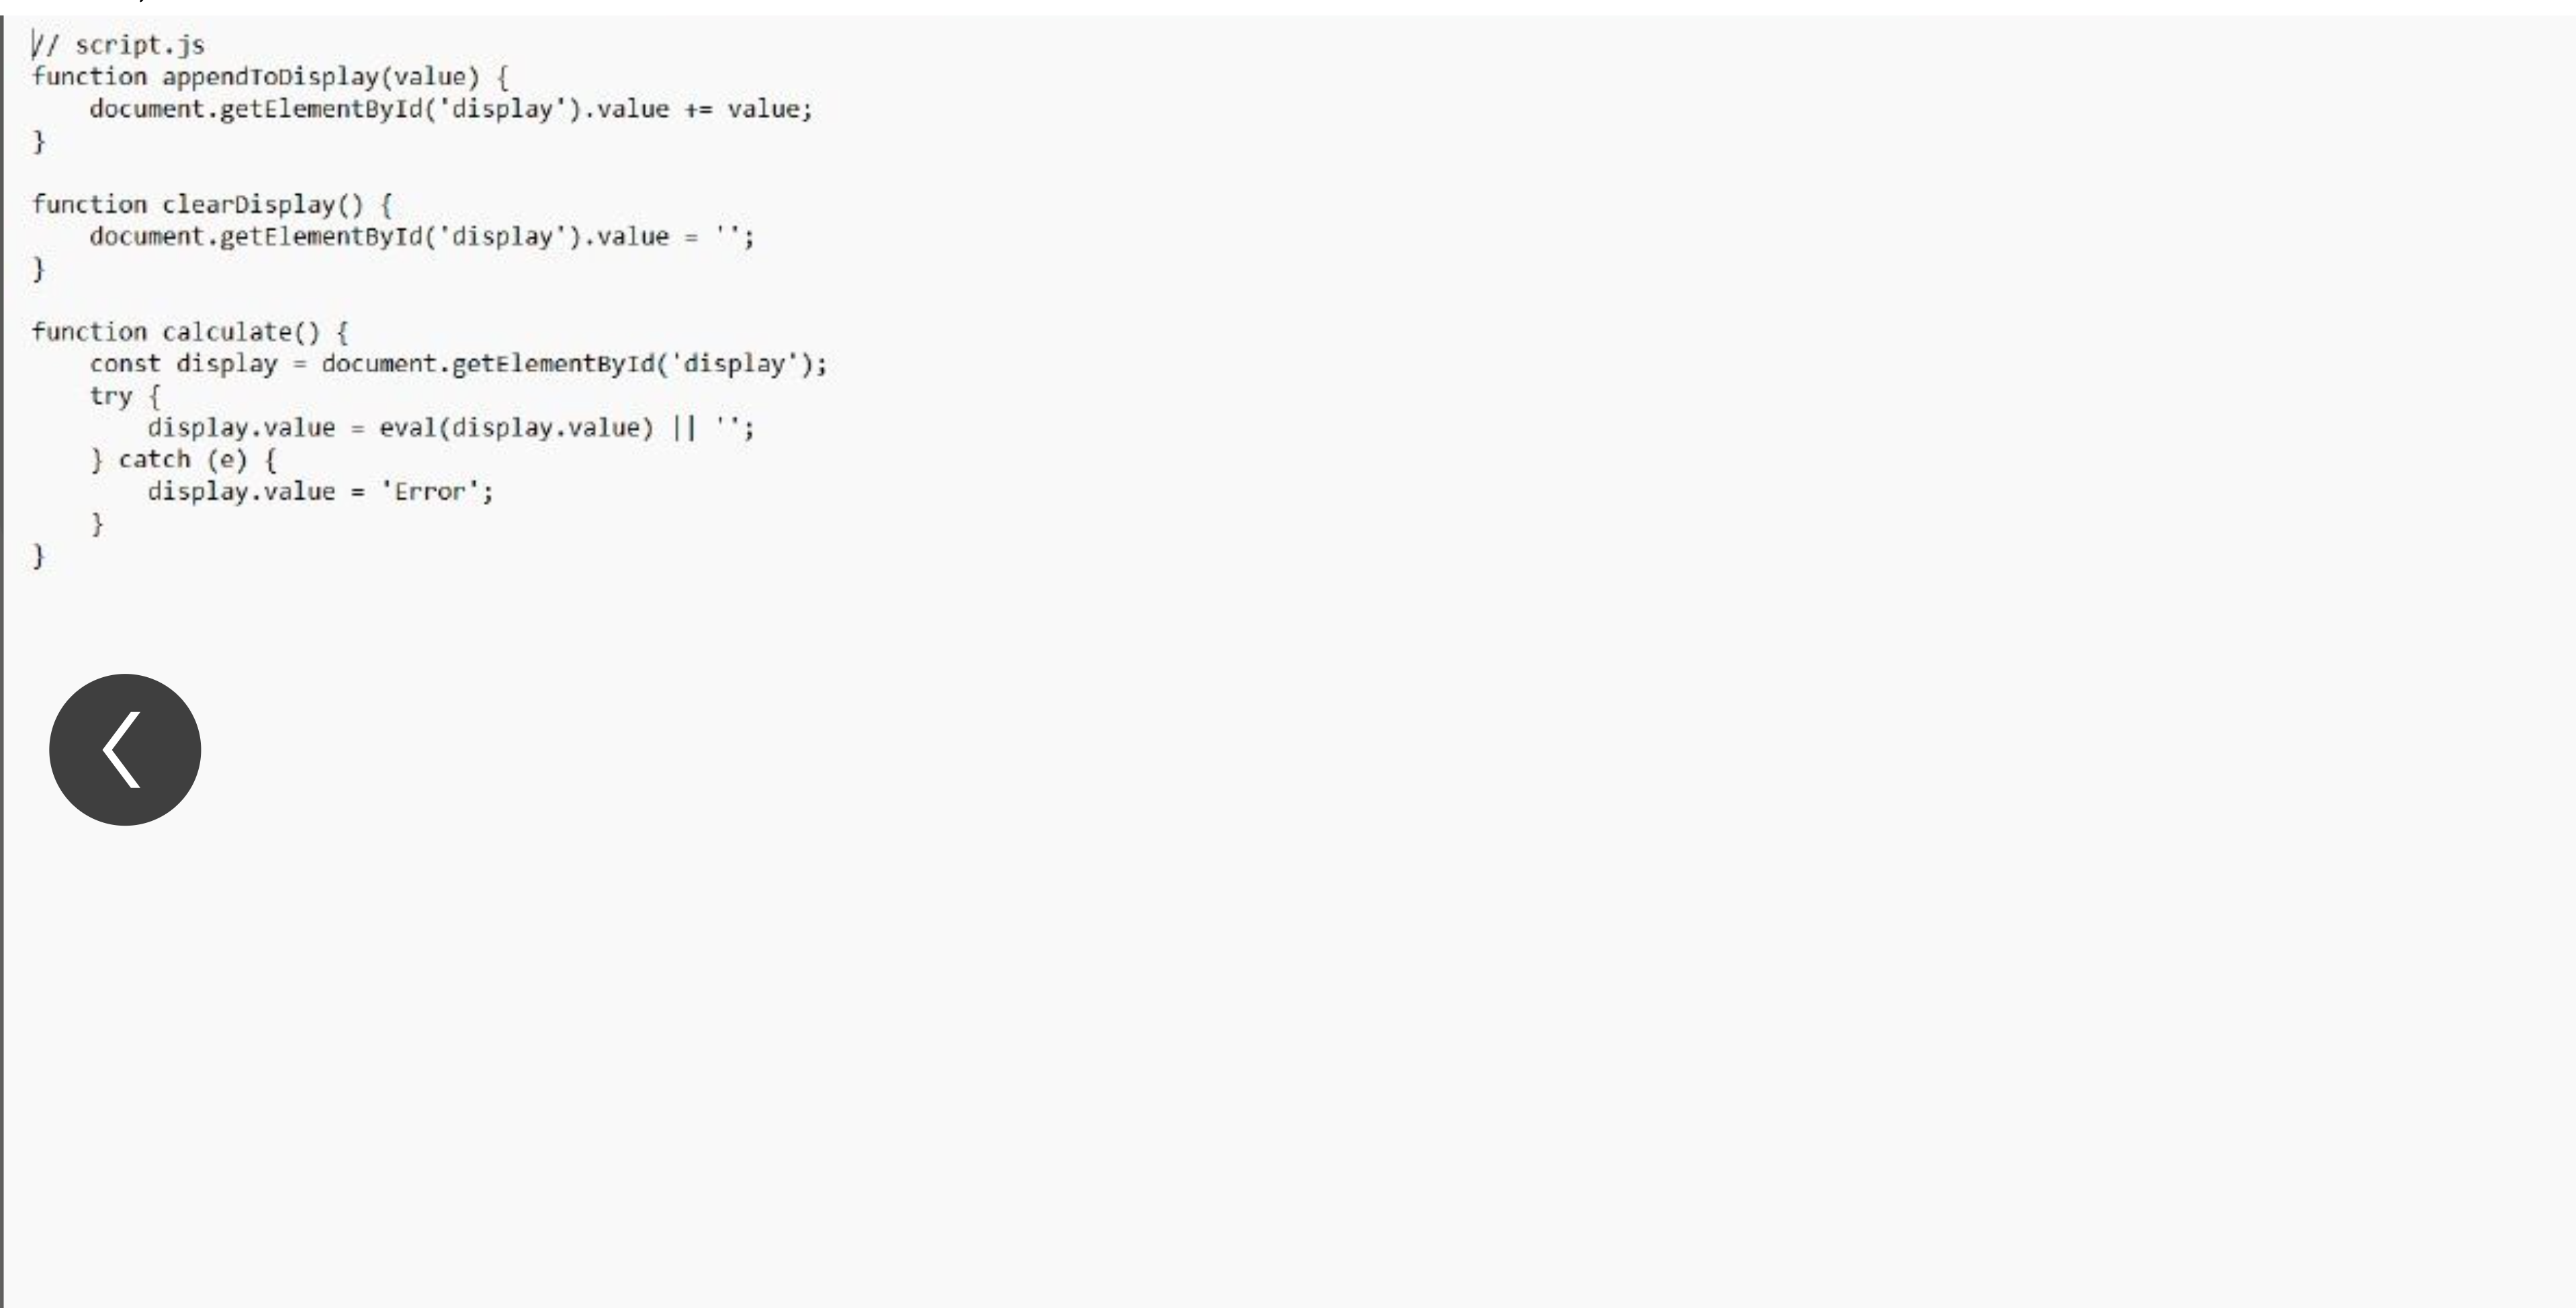 // script.js
function appendToDisplay(value) {
    document.getElementById('display').value += value;
}

function clearDisplay() {
    document.getElementById('display').value = '';
}

function calculate() {
    const display = document.getElementById('display');
    try {
        display.value = eval(display.value) || '';
    } catch (e) {
        display.value = 'Error';
    }
}